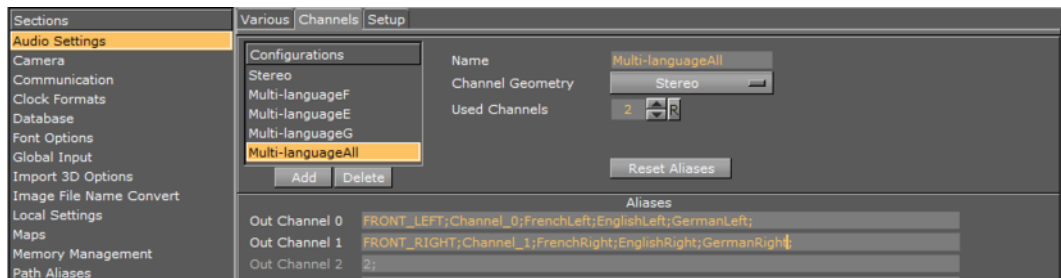 Sections
Audio Settings
Camera
Communication
Clock Formats
Database
Font Options
Global Input
Import 3D Options
Image File Name Convert
Local Settings
Maps
Memory Management
Path Aliases
Various Channels Setup
Configurations
Stereo
Multi-languageF
Multi-languageE
Multi-languageG
Multi-languageAll
Add Delete
Name Multi-languageAll
Channel Geometry Stereo
Used Channels 2 R
Reset Aliases
Aliases
Out Channel 0 FRONT_LEFT;Channel_0;FrenchLeft;EnglishLeft;GermanLeft;
Out Channel 1 FRONT_RIGHT;Channel_1;FrenchRight;EnglishRight;GermanRight;
Out Channel 2 2;